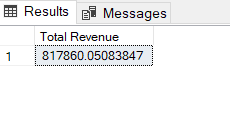 Results Messages
Total Revenue
1 817860.05083847